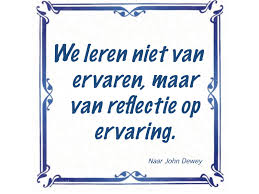 We leren niet van
ervaren, maar
van reflectie op
ervaring.
Naar John Dewey